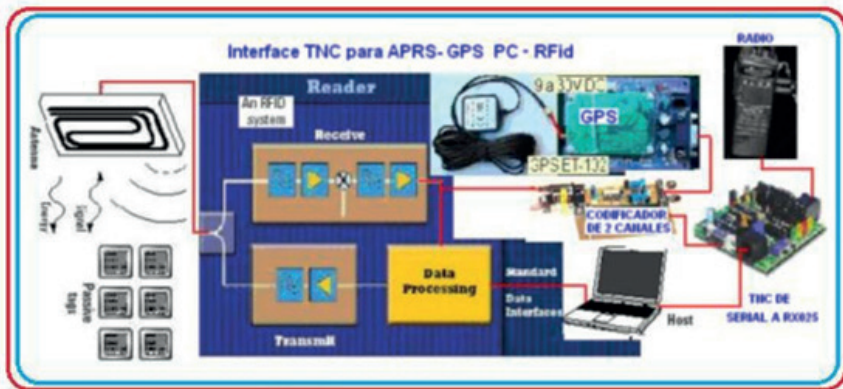 Interface TNC para APRS- GPS PC - RFid
RADIO
Reader
An RFID
system
Receive
9 a 30V DC
GPS
GPS ET-102
Antenna
Energy
Signal
CODIFICADOR
DE 2 CANALES
Passive
tags
Data
Processing
Standard
Data
Interfaces
Transmit
Host
TNC DE
SERIAL A RX025